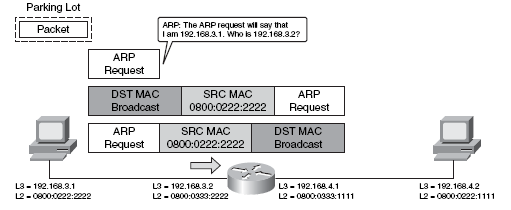 Parking Lot
Packet
ARP: The ARP request will say that
I am 192.168.3.1. Who is 192.168.3.2?
ARP
Request
DST MAC
Broadcast
SRC MAC
0800:0222:2222
ARP
Request
ARP
Request
SRC MAC
0800:0222:2222
DST MAC
Broadcast
L3 = 192.168.3.1
L2 = 0800:0222:2222
L3 = 192.168.3.2
L2 = 0800:0333:2222
L3 = 192.168.4.1
L2 = 0800:0333:1111
L3 = 192.168.4.2
L2 = 0800:0222:1111